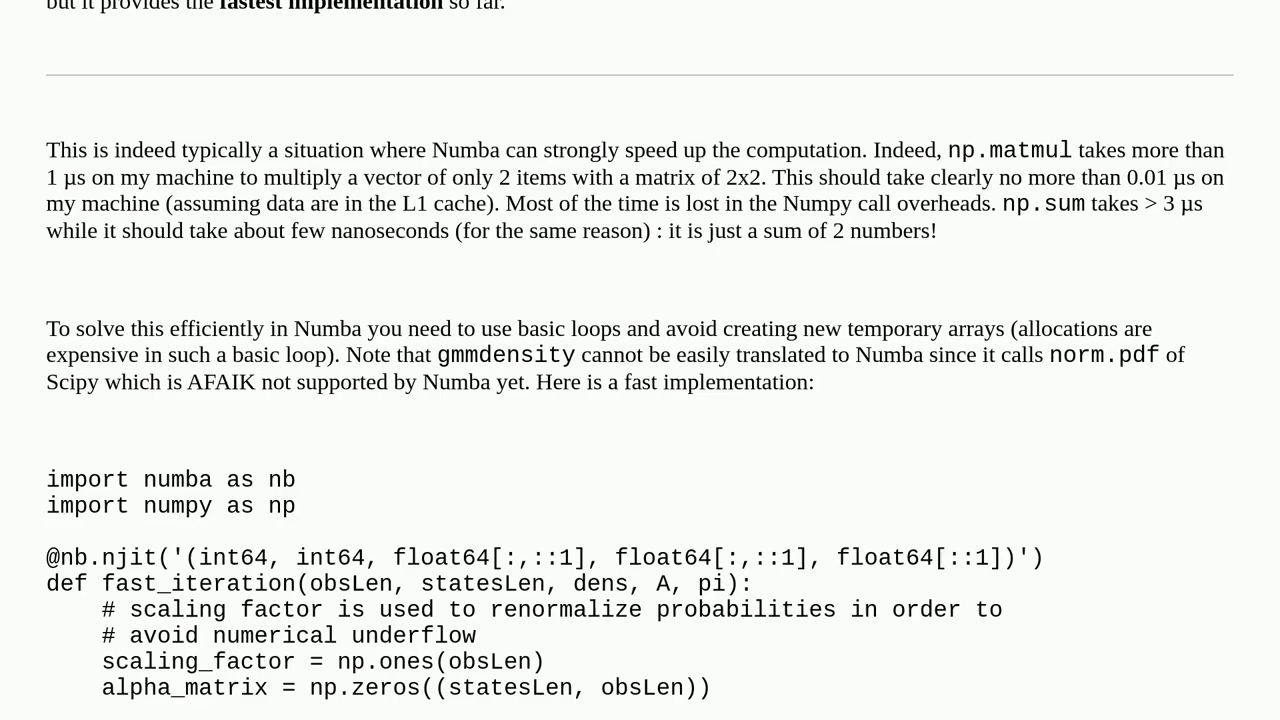 but it provides the fastest implementation so far.
This is indeed typically a situation where Numba can strongly speed up the computation. Indeed, np.matmul takes more than
1 µs on my machine to multiply a vector of only 2 items with a matrix of 2x2. This should take clearly no more than 0.01 µs on
my machine (assuming data are in the L1 cache). Most of the time is lost in the Numpy call overheads. np.sum takes > 3 µs
while it should take about few nanoseconds (for the same reason) : it is just a sum of 2 numbers!
To solve this efficiently in Numba you need to use basic loops and avoid creating new temporary arrays (allocations are
expensive in such a basic loop). Note that gmmdensity cannot be easily translated to Numba since it calls norm.pdf of
Scipy which is AFAIK not supported by Numba yet. Here is a fast implementation:
import numba as nb
import numpy as np
@nb.njit('(int64, int64, float64[:,::1], float64[:,::1], float64[::1])')
def fast_iteration(obsLen, statesLen, dens, A, pi):
    # scaling factor is used to renormalize probabilities in order to
    # avoid numerical underflow
    scaling_factor = np.ones(obsLen)
    alpha_matrix = np.zeros((statesLen, obsLen))